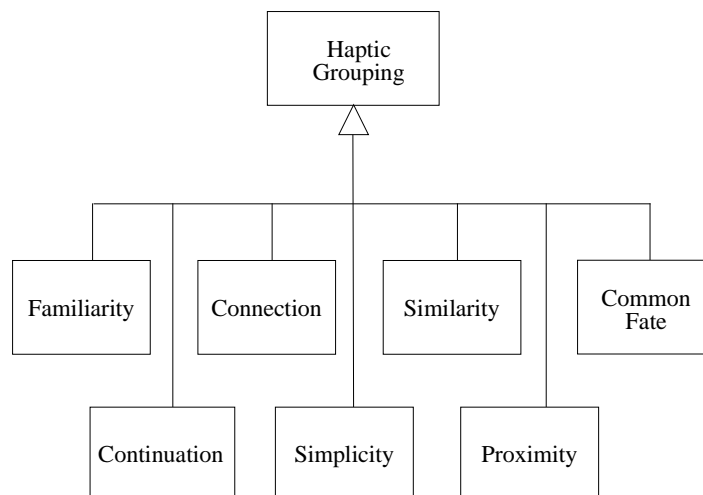 Haptic
Grouping
Familiarity
Connection
Similarity
Common
Fate
Continuation
Simplicity
Proximity